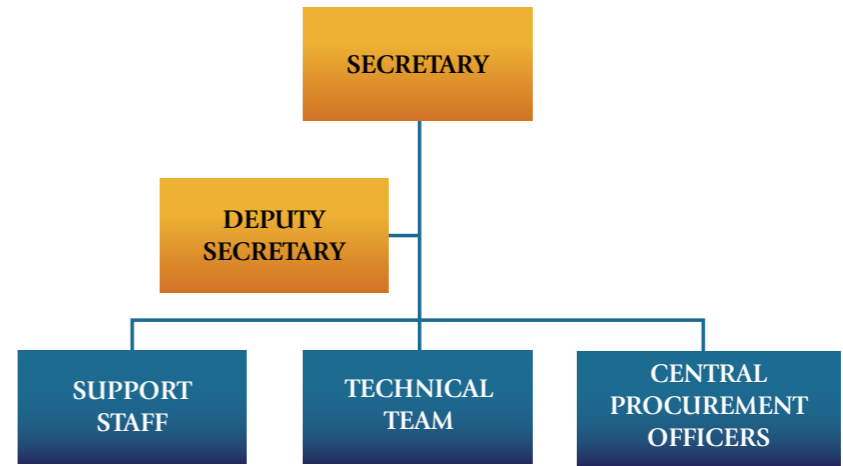 SECRETARY
DEPUTY
SECRETARY
SUPPORT
STAFF
TECHNICAL
TEAM
CENTRAL
PROCUREMENT
OFFICERS